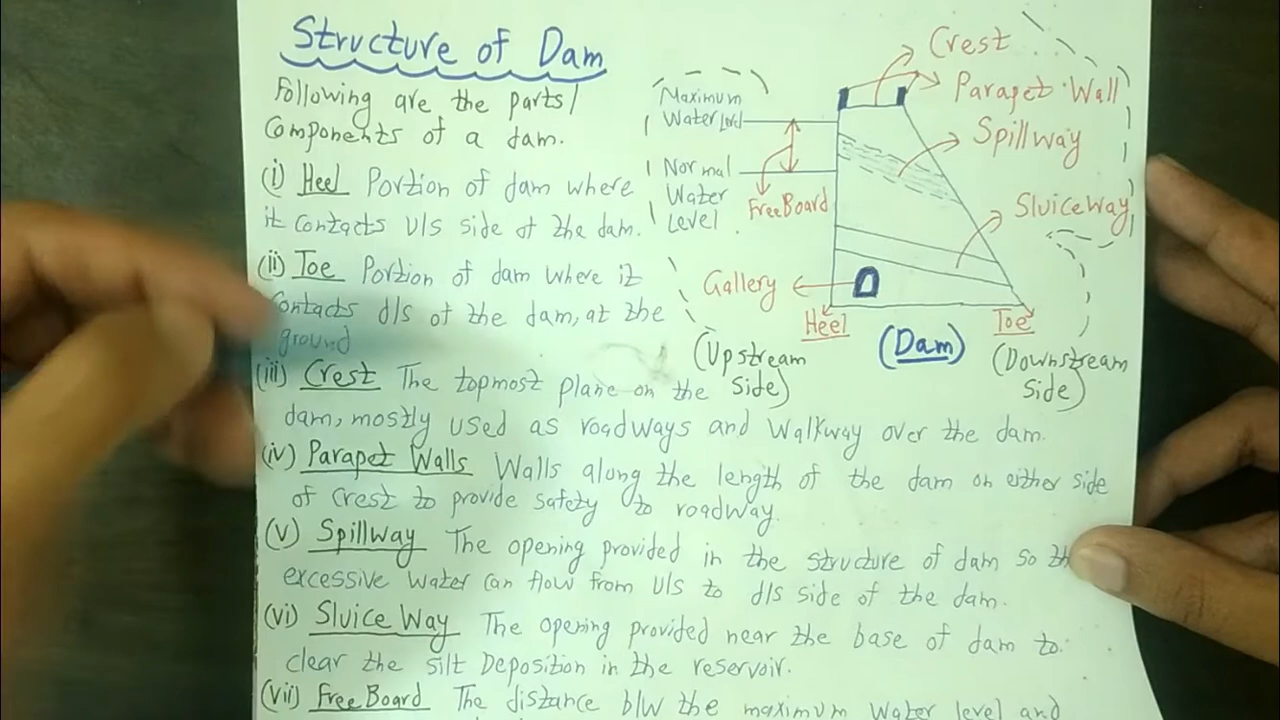 Structure of Dam
Following are the parts/
Components of a dam.
(i) Heel Portion of dam where
it contacts u/s side of the dam.
(ii) Toe Portion of dam where it
Contacts d/s of the dam, at the
ground
(iii) Crest The topmost plane on the
dam, mostly used as roadways and Walkway over the dam.
(iv) Parapet Walls Walls along the length of the dam on either side
of Crest to provide safety to roadway.
(v) Spillway The opening provided in the structure of dam so
excessive water can flow from u/s to d/s side of the dam.
(vi) Sluice Way The opening provided near the base of dam to
clear the silt Deposition in the reservoir.
(vii) Free Board The distance b/w the maximum Water level and
Maximum
Water
Normal
Water
Level
FreeBoard
Crest
Parapet Wall
Spillway
Sluiceway
Gallery
Heel
(Dam)
Toe
(Upstream
Side)
(Downstream
Side)